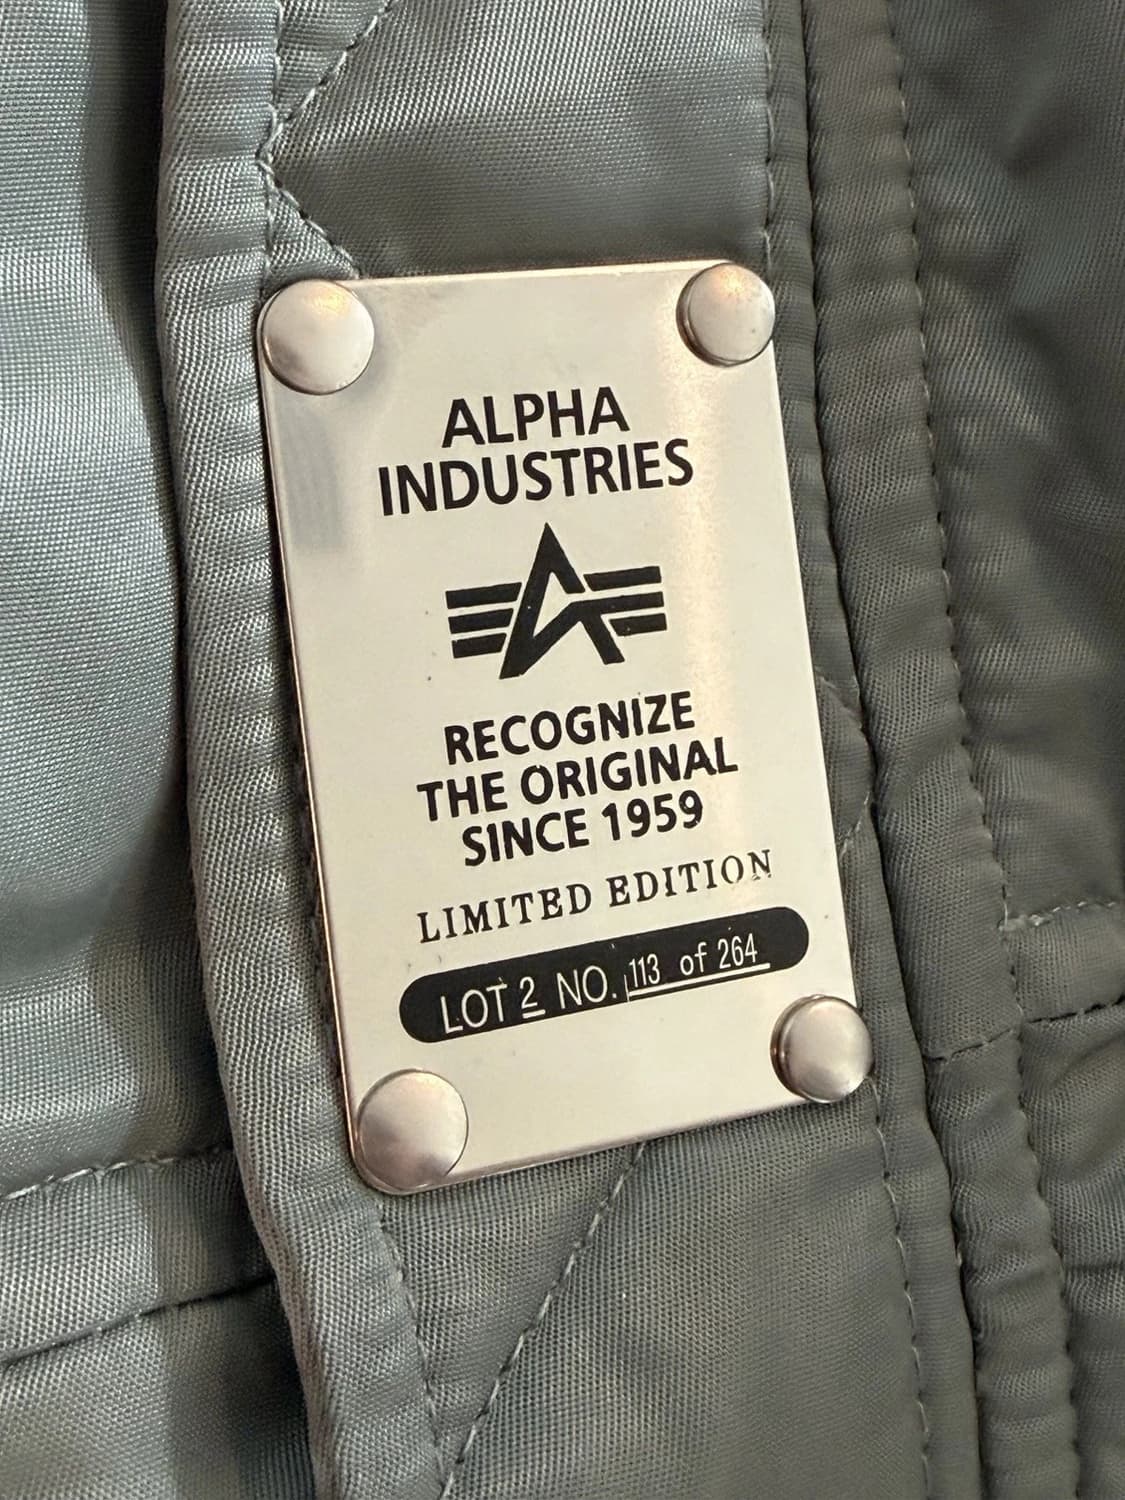 ALPHA
INDUSTRIES
RECOGNIZE
THE ORIGINAL
SINCE 1959
LIMITED EDITION
LOT 2 NO. 113 of 264